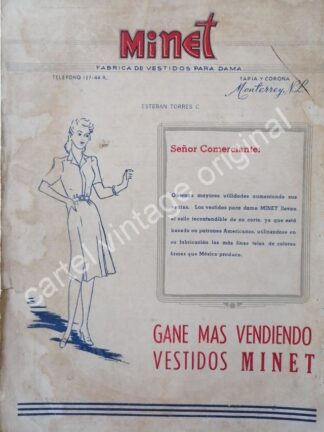 Minet
FABRICA DE VESTIDOS PARA DAMA
TELEFONO 127-44 R.
TAPIA Y CORONA
Monterrey, N.L.
ESTEBAN TORRES C
Señor Comerciante:
mayores utilidades aumentando sus
Los vestidos para dama MINET llevan
el sello inconfundible de su corte, ya que está
basado en patrones Americanos, utilizándose en
su fabricación las más finas telas de colores
firmes que México produce.
GANE MAS VENDIENDO
VESTIDOS MINET
cartel vintage original